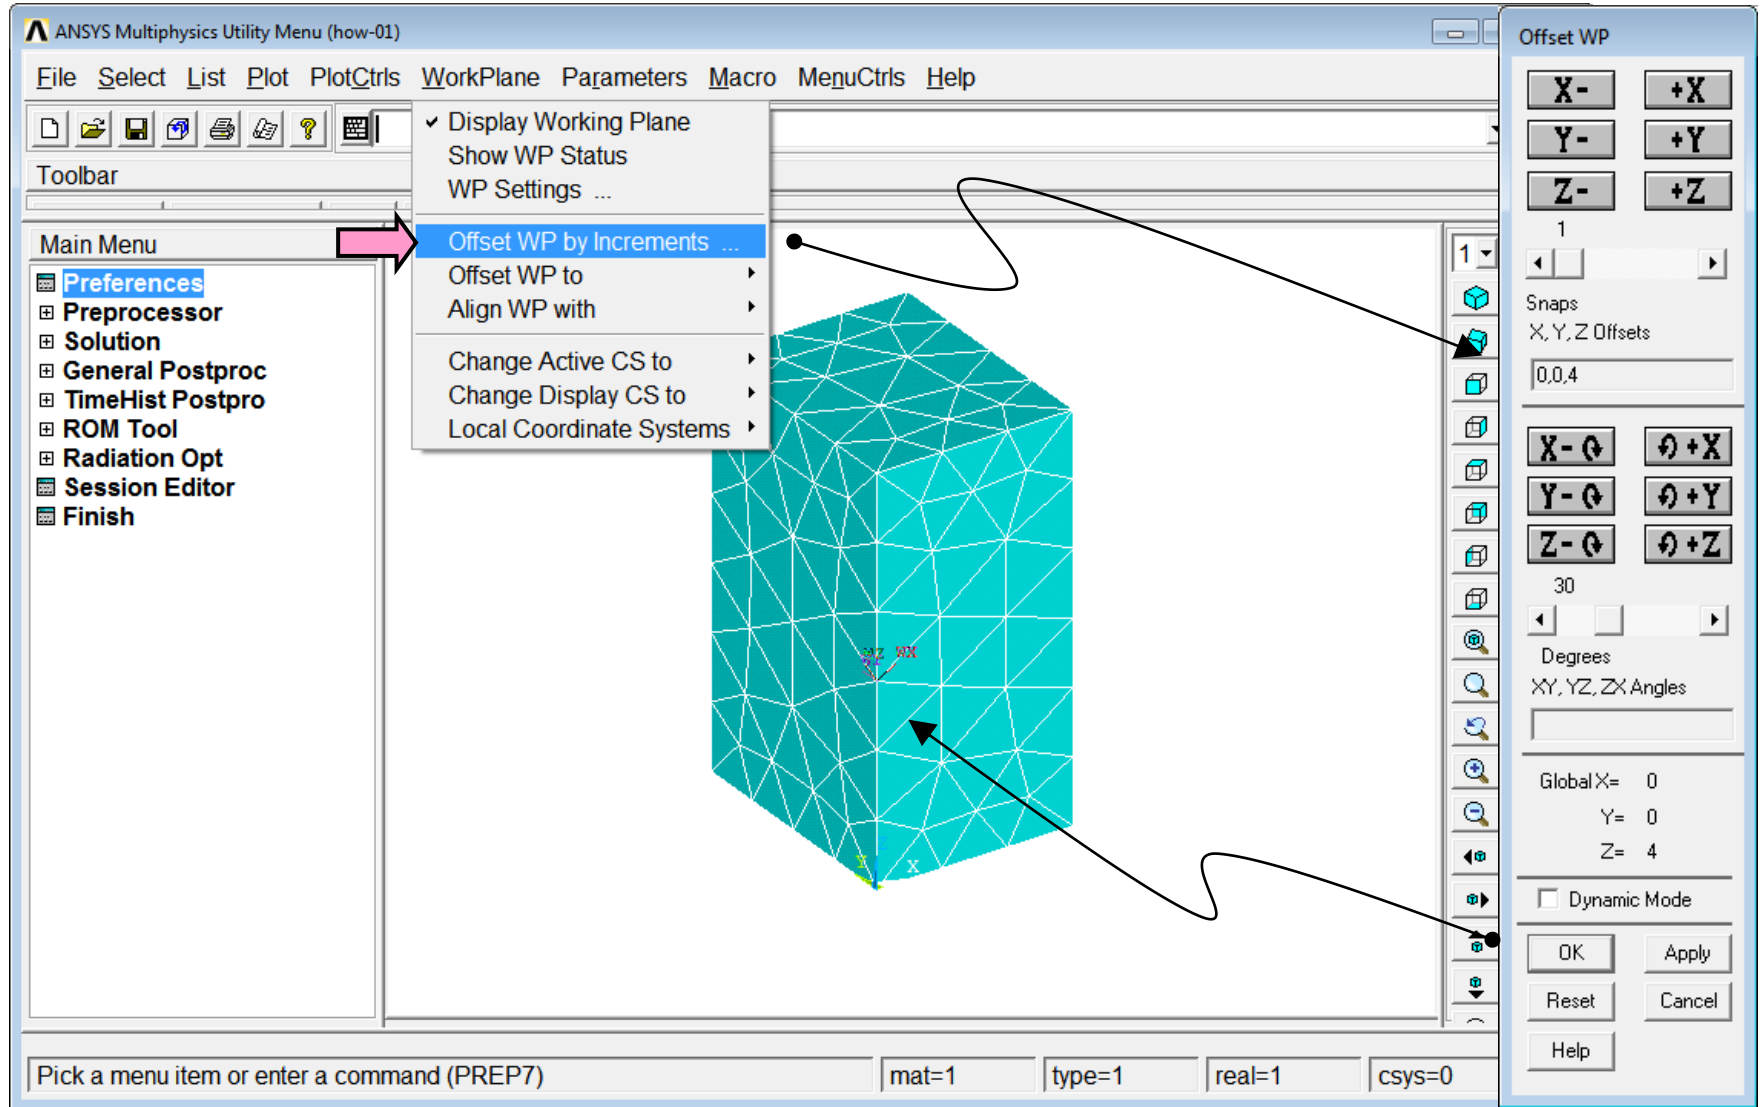 ANSYS Multiphysics Utility Menu (how-01)
File Select List Plot PlotCtrls WorkPlane Parameters Macro MenuCtrls Help
Display Working Plane
Show WP Status
WP Settings ...
Offset WP by Increments ...
Offset WP to
Align WP with
Change Active CS to
Change Display CS to
Local Coordinate Systems
Toolbar
Main Menu
Preferences
Preprocessor
Solution
General Postproc
TimeHist Postpro
ROM Tool
Radiation Opt
Session Editor
Finish
WZ WX
Y Z X
1
Pick a menu item or enter a command (PREP7)
mat=1
type=1
real=1
csys=0
Offset WP
X- +X
Y- +Y
Z- +Z
1
Snaps
X, Y, Z Offsets
0,0,4
X- +X
Y- +Y
Z- +Z
30
Degrees
XY, YZ, ZX Angles
Global X= 0
Y= 0
Z= 4
Dynamic Mode
OK Apply
Reset Cancel
Help